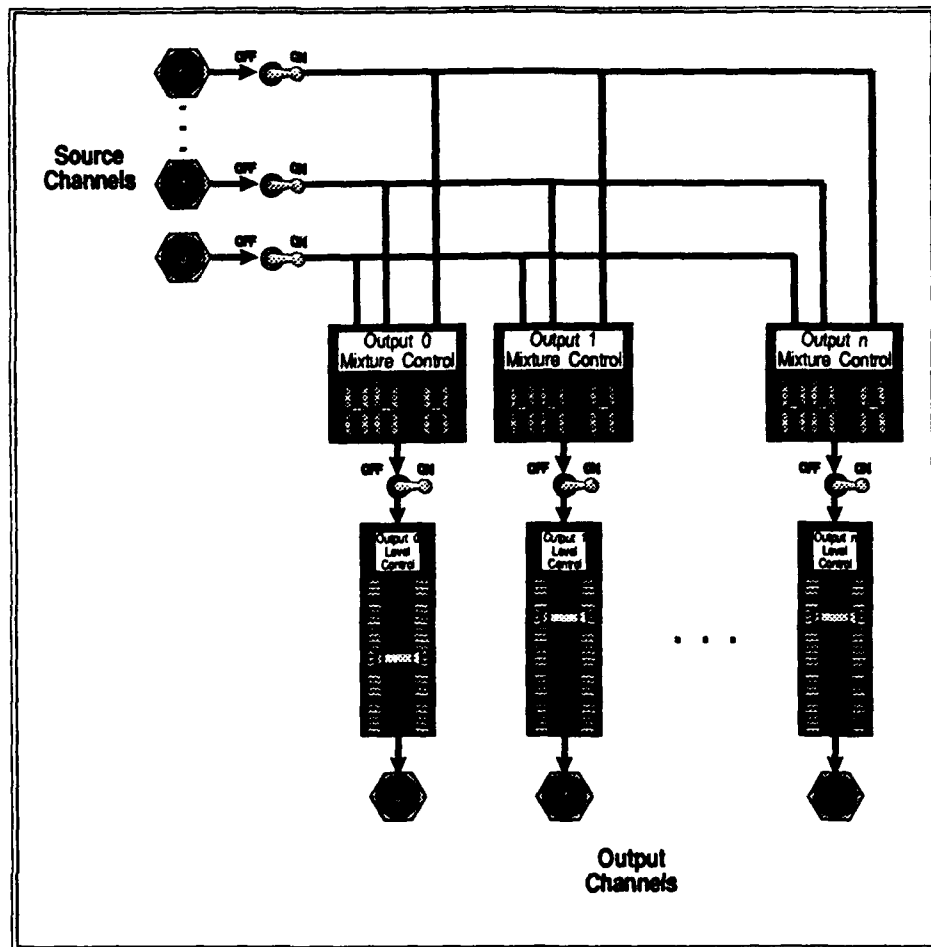 OFF ON
Source
Channels
OFF ON
OFF ON
Output 0
Mixture Control
Output 1
Mixture Control
Output n
Mixture Control
OFF ON
OFF ON
OFF ON
Output 0
Level
Control
Output 1
Level
Control
Output n
Level
Control
Output
Channels